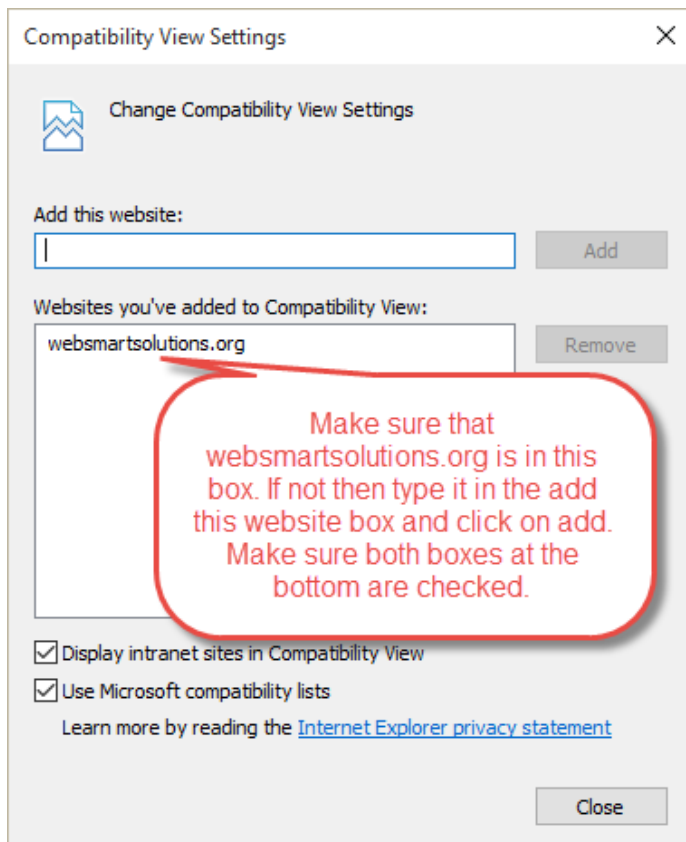 Compatibility View Settings
Change Compatibility View Settings
Add this website:
Add
Websites you've added to Compatibility View:
websmartsolutions.org
Remove
Make sure that
websmartsolutions.org is in this
box. If not then type it in the add
this website box and click on add.
Make sure both boxes at the
bottom are checked.
Display intranet sites in Compatibility View
Use Microsoft compatibility lists
Learn more by reading the Internet Explorer privacy statement
Close